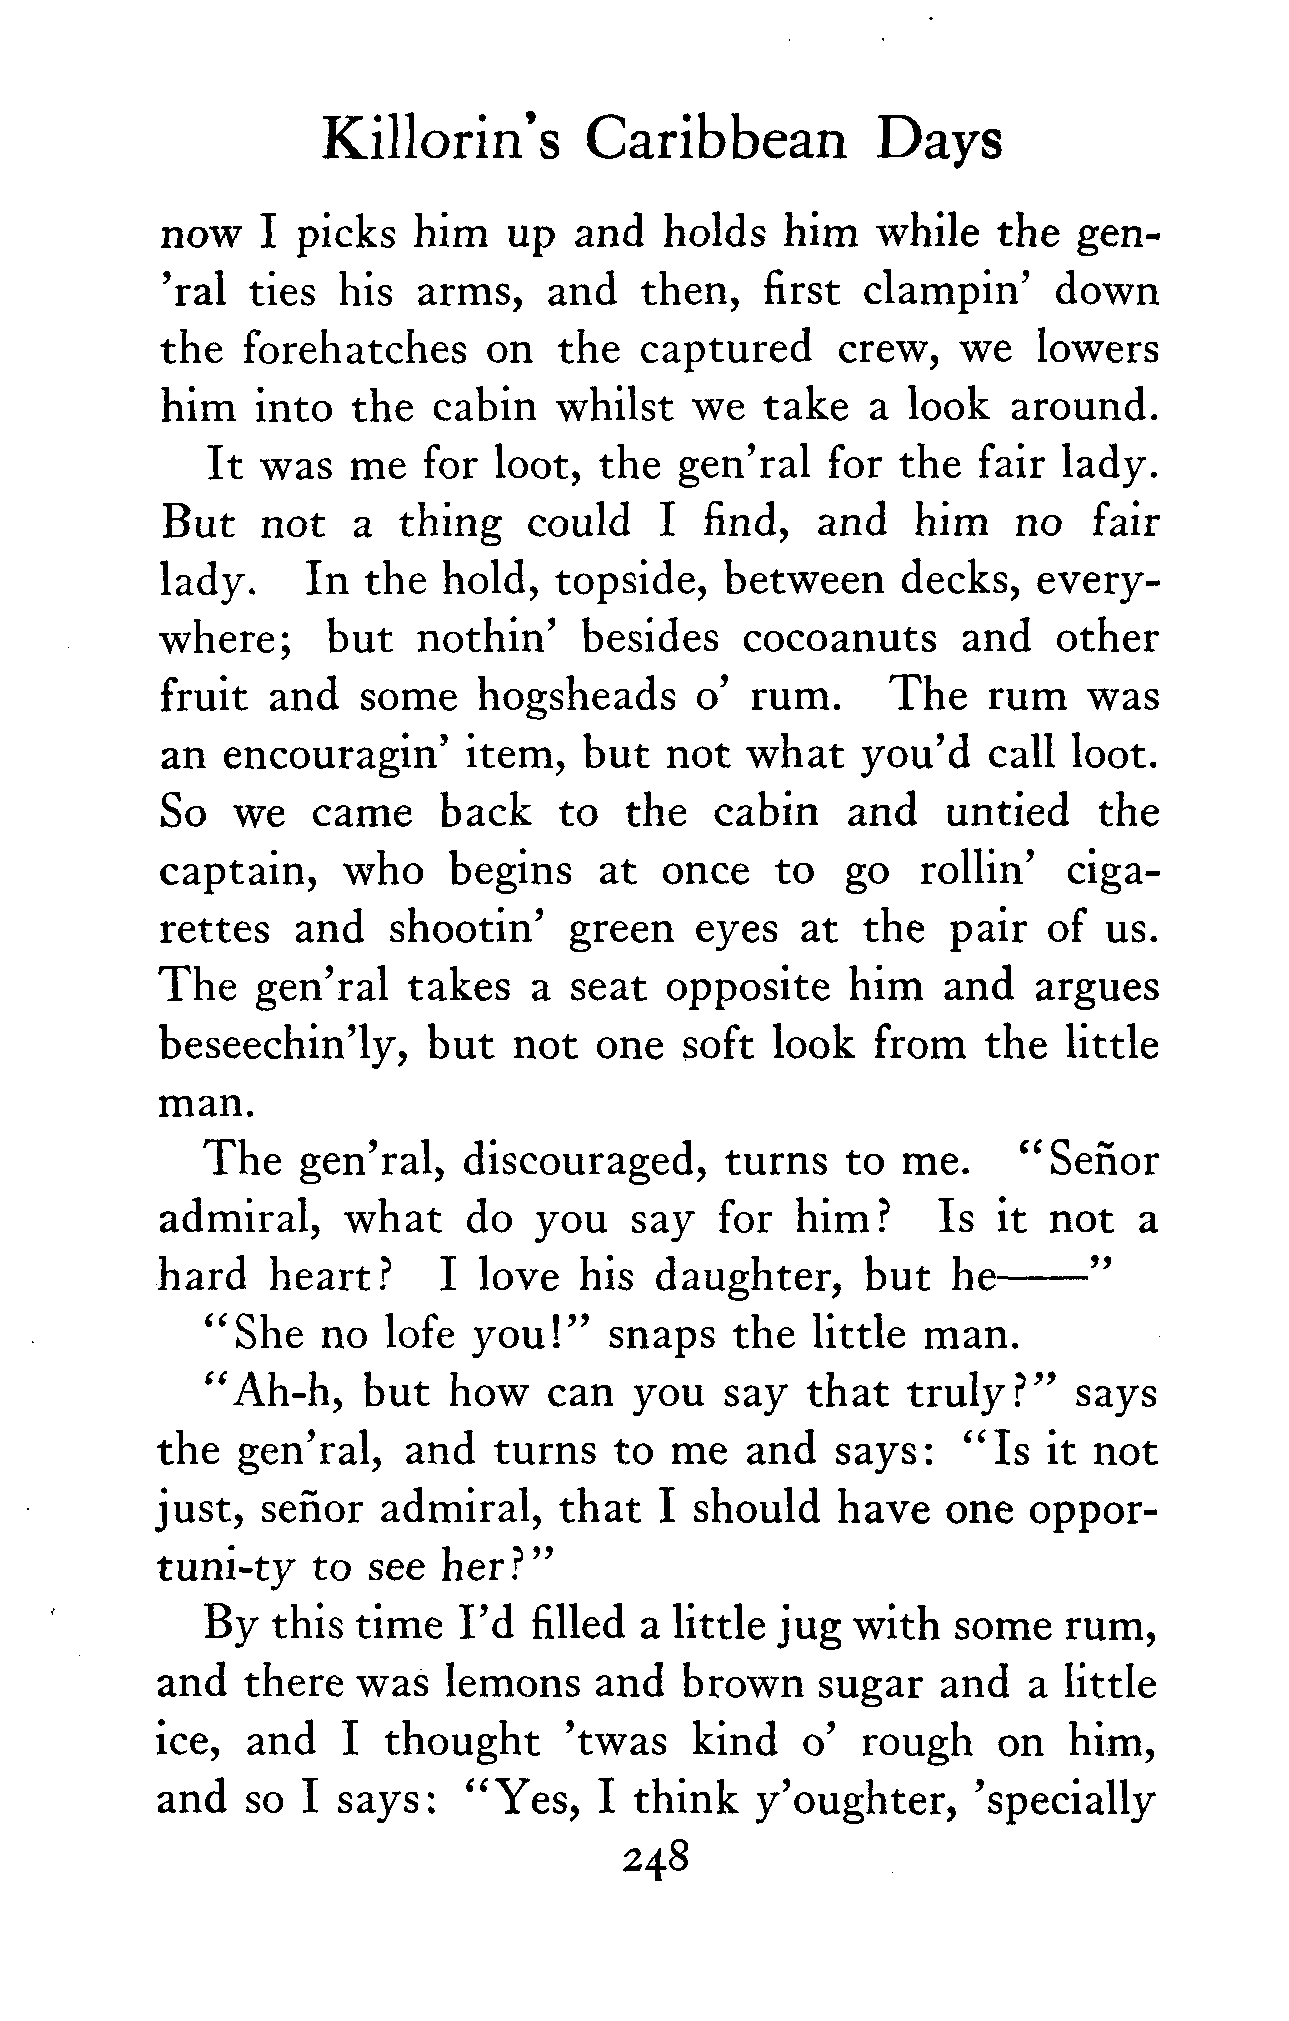 Killorin's Caribbean Days
now I picks him up and holds him while the gen-
'ral ties his arms, and then, first clampin' down
the forehatches on the captured crew, we lowers
him into the cabin whilst we take a look around.
It was me for loot, the gen'ral for the fair lady.
But not a thing could I find, and him no fair
lady. In the hold, topside, between decks, every-
where; but nothin' besides cocoanuts and other
fruit and some hogsheads o' rum. The rum was
an encouragin' item, but not what you'd call loot.
So we came back to the cabin and untied the
captain, who begins at once to go rollin' ciga-
rettes and shootin' green eyes at the pair of us.
The gen'ral takes a seat opposite him and argues
beseechin'ly, but not one soft look from the little
man.
The gen'ral, discouraged, turns to me. "Señor
admiral, what do you say for him? Is it not a
hard heart? I love his daughter, but he——"
"She no lofe you!" snaps the little man.
"Ah-h, but how can you say that truly?" says
the gen'ral, and turns to me and says: "Is it not
just, señor admiral, that I should have one oppor-
tuni-ty to see her?"
By this time I'd filled a little jug with some rum,
and there was lemons and brown sugar and a little
ice, and I thought 'twas kind o' rough on him,
and so I says: "Yes, I think y'oughter, 'specially
248